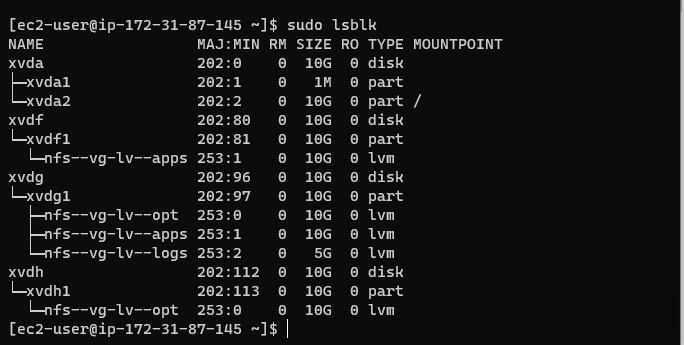 [ec2-user@ip-172-31-87-145 ~]$ sudo lsblk
NAME                 MAJ:MIN RM SIZE RO TYPE MOUNTPOINT
xvda                 202:0    0  10G  0 disk
├─xvda1              202:1    0   1M  0 part
└─xvda2              202:2    0  10G  0 part /
xvdf                 202:80   0  10G  0 disk
└─xvdf1              202:81   0  10G  0 part
  └─nfs--vg-lv--apps 253:1    0  10G  0 lvm
xvdg                 202:96   0  10G  0 disk
└─xvdg1              202:97   0  10G  0 part
  ├─nfs--vg-lv--opt  253:0    0  10G  0 lvm
  ├─nfs--vg-lv--apps 253:1    0  10G  0 lvm
  └─nfs--vg-lv--logs 253:2    0   5G  0 lvm
xvdh                 202:112  0  10G  0 disk
└─xvdh1              202:113  0  10G  0 part
  └─nfs--vg-lv--opt  253:0    0  10G  0 lvm
[ec2-user@ip-172-31-87-145 ~]$